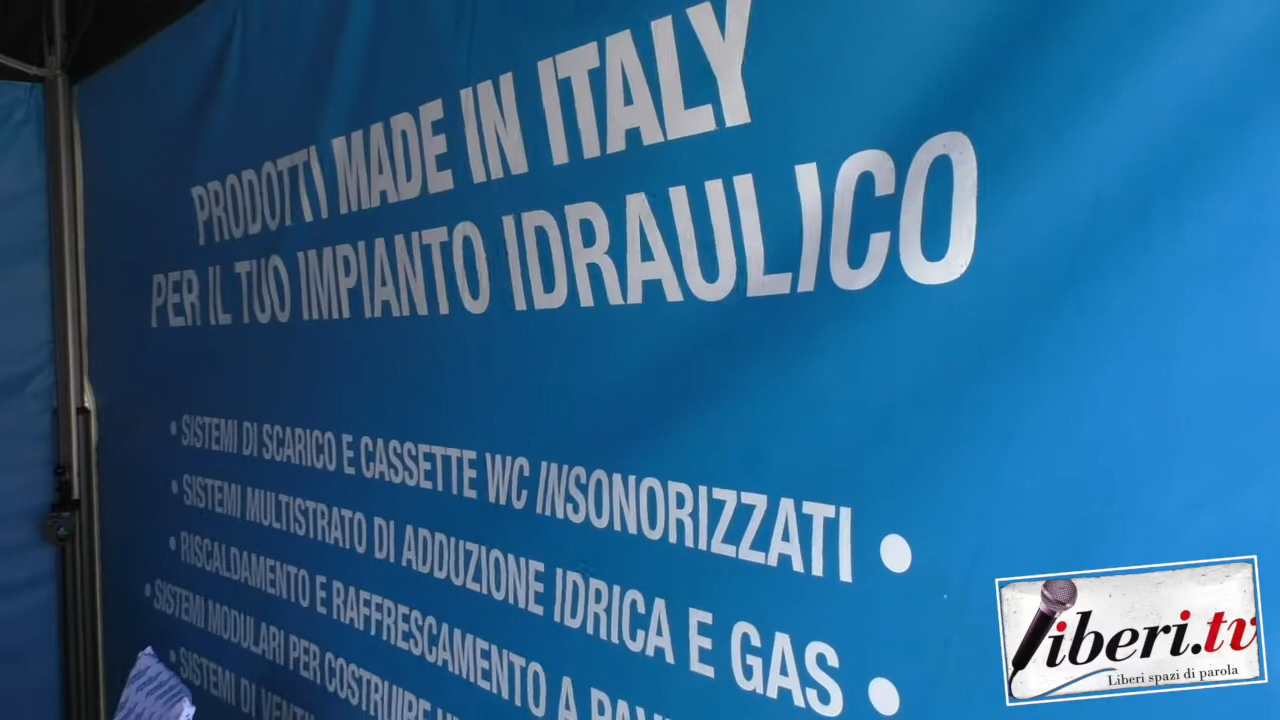 PRODOTTI MADE IN ITALY
PER IL TUO IMPIANTO IDRAULICO
• SISTEMI DI SCARICO E CASSETTE WC INSONORIZZATI •
• SISTEMI MULTISTRATO DI ADDUZIONE IDRICA E GAS •
• RISCALDAMENTO E RAFFRESCAMENTO A
• SISTEMI MODULARI PER COSTRUIRE
• SISTEMI DI
liberi.tv
Liberi spazi di parola